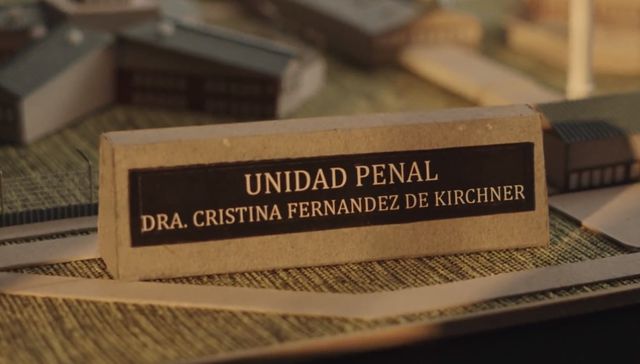 UNIDAD PENAL
DRA. CRISTINA FERNANDEZ DE KIRCHNER